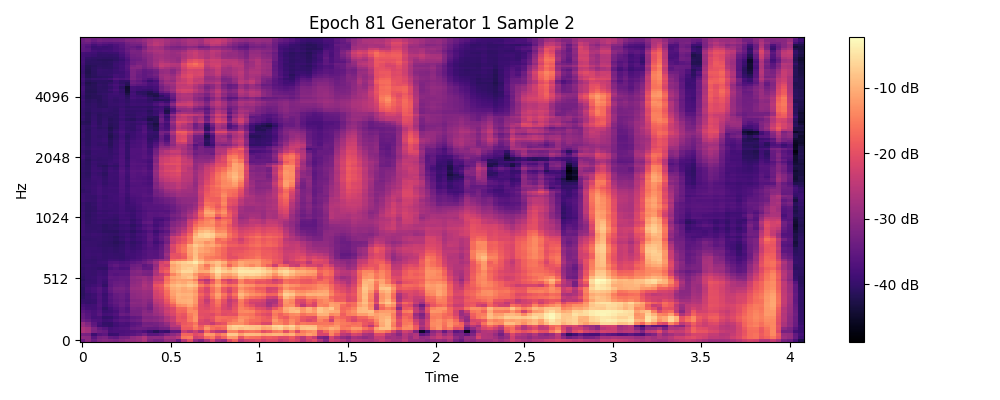 Epoch 81 Generator 1 Sample 2
Hz
4096
2048
1024
512
0
0 0.5 1 1.5 2 2.5 3 3.5 4
Time
-10 dB
-20 dB
-30 dB
-40 dB